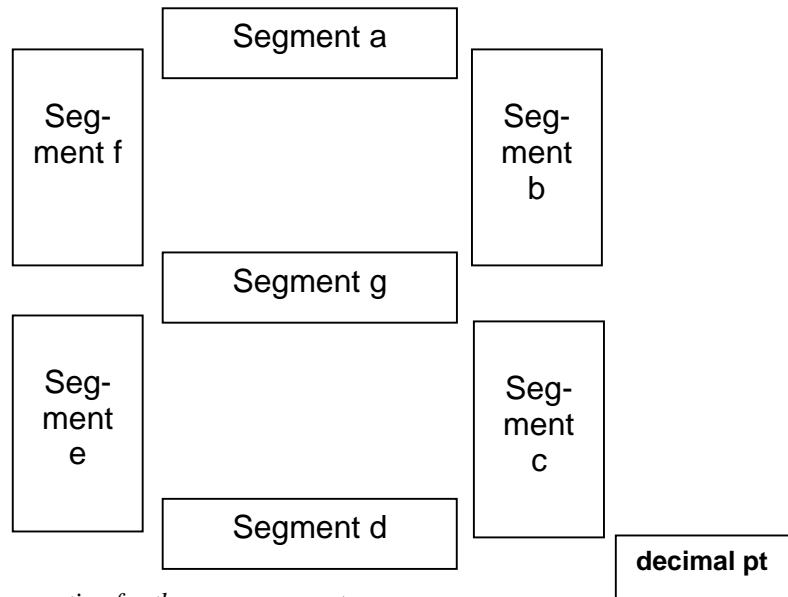 Segment a
Seg-
ment f
Seg-
ment
b
Segment g
Seg-
ment
e
Seg-
ment
c
Segment d
decimal pt